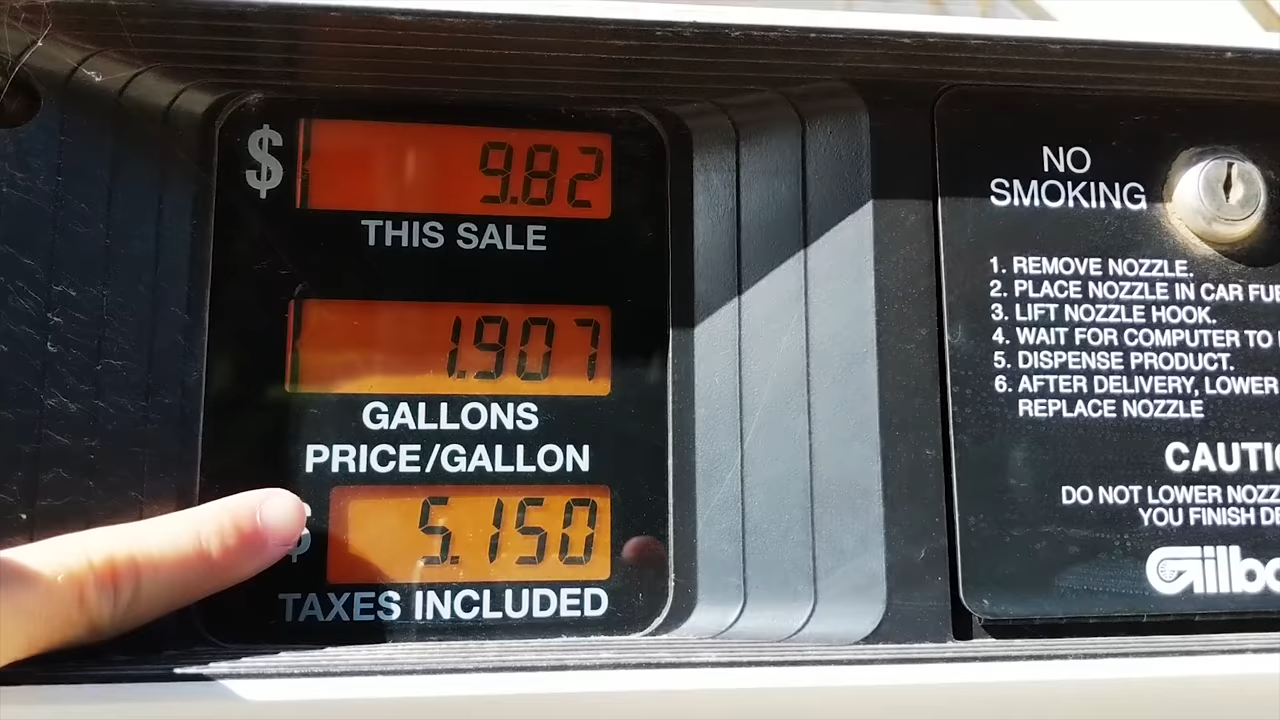 $ 9.82
THIS SALE
1.907
GALLONS
PRICE/GALLON
5.150
TAXES INCLUDED
NO
SMOKING
1. REMOVE NOZZLE.
2. PLACE NOZZLE IN CAR
3. LIFT NOZZLE HOOK.
4. WAIT FOR COMPUTER TO
5. DISPENSE PRODUCT.
6. AFTER DELIVERY, LOWER
REPLACE NOZZLE
DO NOT LOWER
YOU FINISH